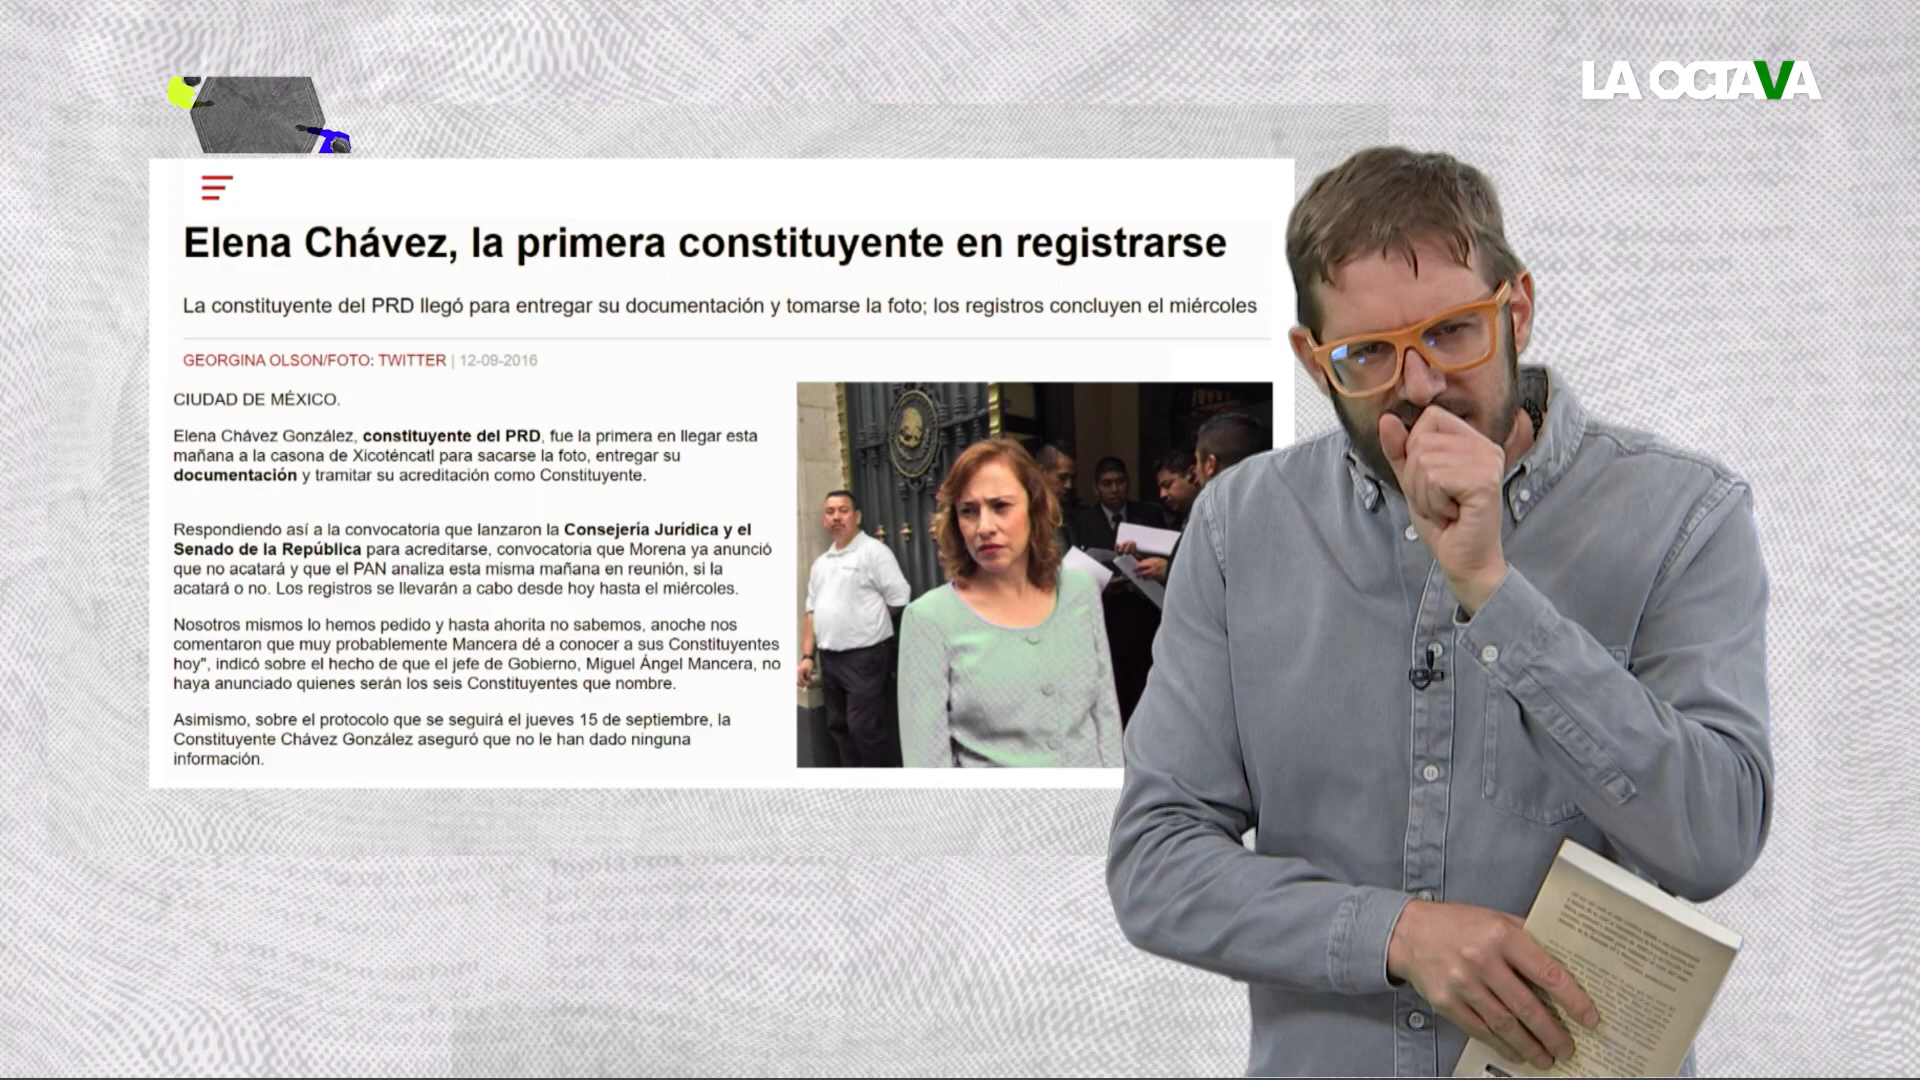 LA OCTAVA
Elena Chávez, la primera constituyente en registrarse
La constituyente del PRD llegó para entregar su documentación y tomarse la foto; los registros concluyen el miércoles
GEORGINA OLSON/FOTO: TWITTER | 12-09-2016
CIUDAD DE MÉXICO.
Elena Chávez González, constituyente del PRD, fue la primera en llegar esta
mañana a la casona de Xicoténcatl para sacarse la foto, entregar su
documentación y tramitar su acreditación como Constituyente.
Respondiendo así a la convocatoria que lanzaron la Consejería Jurídica y el
Senado de la República para acreditarse, convocatoria que Morena ya anunció
que no acatará y que el PAN analiza esta misma mañana en reunión, si la
acatará o no. Los registros se llevarán a cabo desde hoy hasta el miércoles.
Nosotros mismos lo hemos pedido y hasta ahorita no sabemos, anoche nos
comentaron que muy probablemente Mancera dé a conocer a sus Constituyentes
hoy", indicó sobre el hecho de que el jefe de Gobierno, Miguel Ángel Mancera, no
haya anunciado quienes serán los seis Constituyentes que nombre.
Asimismo, sobre el protocolo que se seguirá el jueves 15 de septiembre, la
Constituyente Chávez González aseguró que no le han dado ninguna
información.